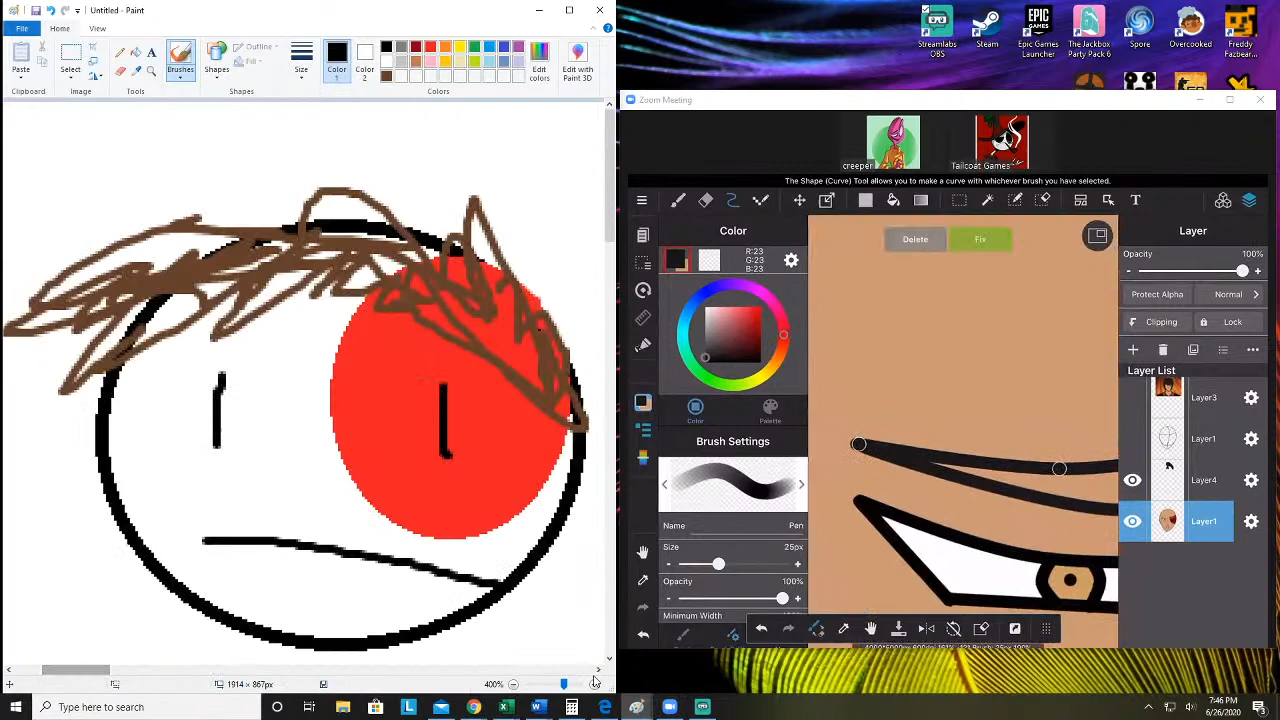 Untitled - Paint
File
Home
View
Paste
Clipboard
Select
Image
Tools
Brushes
Shapes
Outline
Fill
Shapes
Size
Color
1
Color
2
Edit
colors
Colors
Edit with
Paint 3D
1914 × 867px
400%
Streamlabs
OBS
Steam
Epic Games
Launcher
The Jackbox
Party Pack 6
Spore
Overcooked
Freddy
Fazbear...
Zoom Meeting
creeper
Tailcoat Games
The Shape (Curve) Tool allows you to make a curve with whichever brush you have selected.
Color
R:23
G:23
B:23
Color
Palette
Brush Settings
Name
Pen
Size
25px
Opacity
100%
Minimum Width
Delete
Fix
Layer
Opacity
100%
Protect Alpha
Normal
Clipping
Lock
Layer List
Layer3
Layer1
Layer4
Layer1
Type here to search
7:46 PM
6/26/2020